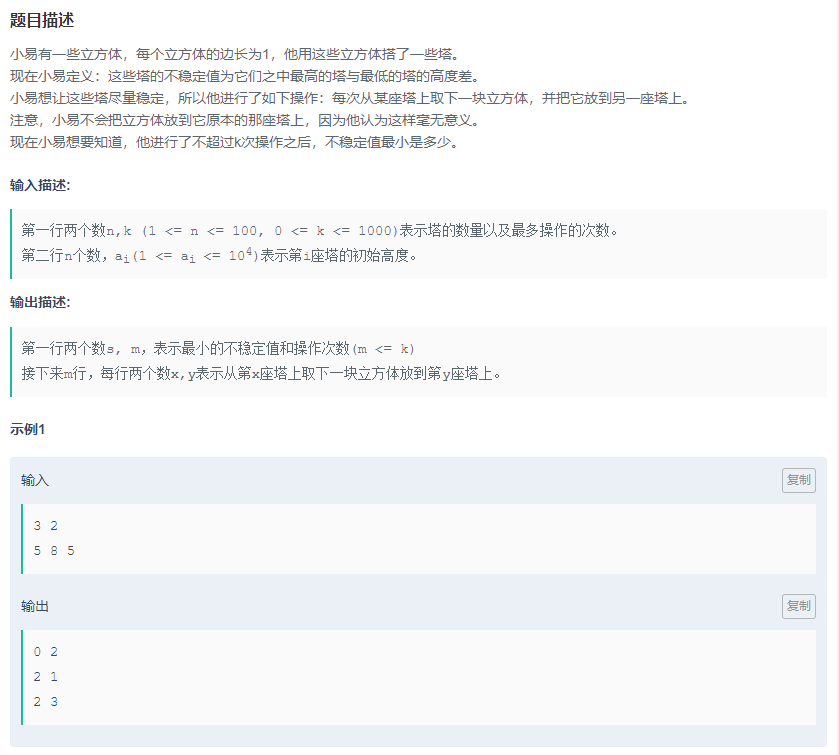 题目描述
小易有一些立方体，每个立方体的边长为1，他用这些立方体搭了一些塔。
现在小易定义：这些塔的不稳定值为它们之中最高的塔与最低的塔的高度差。
小易想让这些塔尽量稳定，所以他进行了如下操作：每次从某座塔上取下一块立方体，并把它放到另一座塔上。
注意，小易不会把立方体放到它原本的那座塔上，因为他认为这样毫无意义。
现在小易想要知道，他进行了不超过k次操作之后，不稳定值最小是多少。
输入描述:
第一行两个数n,k (1 <= n <= 100, 0 <= k <= 1000)表示塔的数量以及最多操作的次数。
第二行n个数，aᵢ(1 <= aᵢ <= 10⁴)表示第i座塔的初始高度。
输出描述:
第一行两个数s, m，表示最小的不稳定值和操作次数(m <= k)
接下来m行，每行两个数x,y表示从第x座塔上取下一块立方体放到第y座塔上。
示例1
输入
复制
3 2
5 8 5
输出
复制
0 2
2 1
2 3